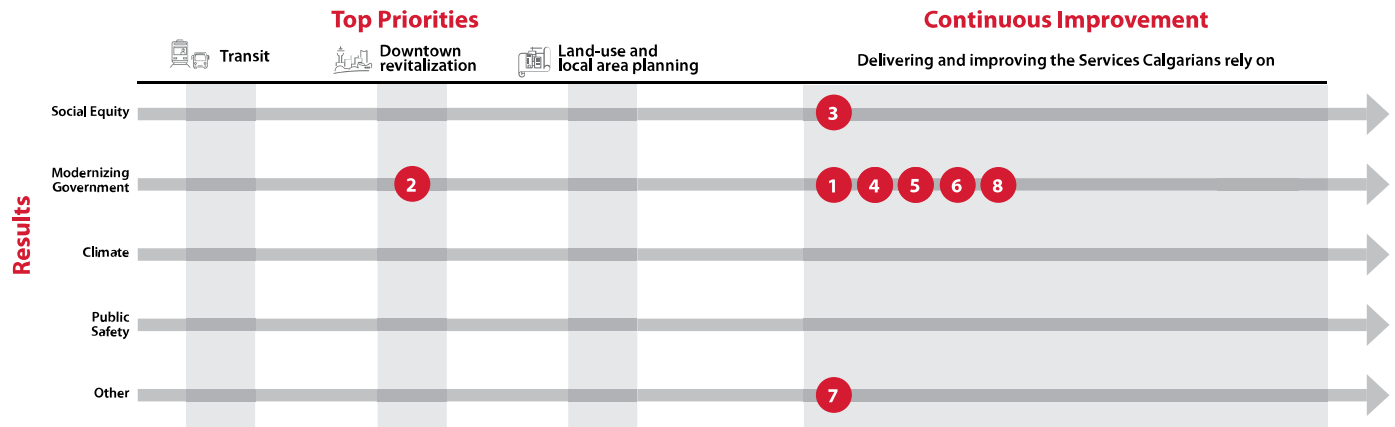 Top Priorities
Continuous Improvement
Transit
Downtown
revitalization
Land-use and
local area planning
Delivering and improving the Services Calgarians rely on
Results
Social Equity
3
Modernizing
Government
2
1 4 5 6 8
Climate
Public
Safety
Other
7